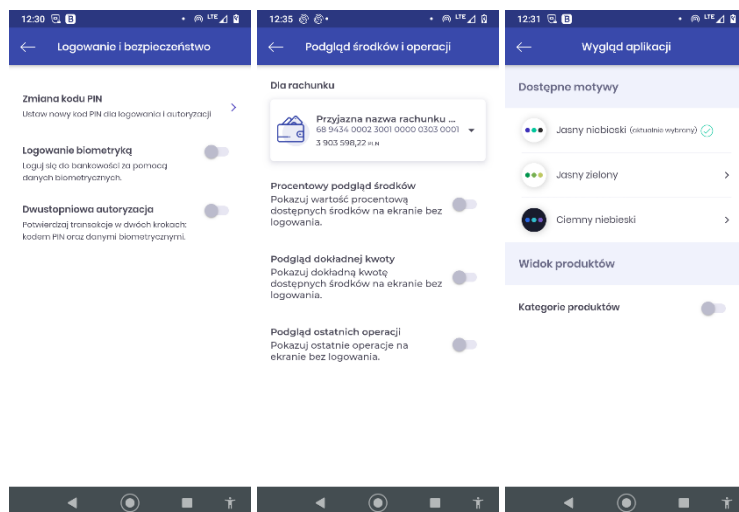 12:30
B
LTE
Logowanie i bezpieczeństwo
Zmiana kodu PIN
Ustaw nowy kod PIN dla logowania i autoryzacji
Logowanie biometryką
Loguj się do bankowości za pomocą
danych biometrycznych.
Dwustopniowa autoryzacja
Potwierdzaj transakcje w dwóch krokach:
kodem PIN oraz danymi biometrycznymi.
12:35
LTE
Podgląd środków i operacji
Dla rachunku
Przyjazna nazwa rachunku ...
68 9434 0002 3001 0000 0303 0001
3 903 598,22 PLN
Procentowy podgląd środków
Pokazuj wartość procentową
dostępnych środków na ekranie bez
logowania.
Podgląd dokładnej kwoty
Pokazuj dokładną kwotę
dostępnych środków na ekranie bez
logowania.
Podgląd ostatnich operacji
Pokazuj ostatnie operacje na
ekranie bez logowania.
12:31
B
LTE
Wygląd aplikacji
Dostępne motywy
Jasny niebieski (aktualnie wybrany)
Jasny zielony
Ciemny niebieski
Widok produktów
Kategorie produktów